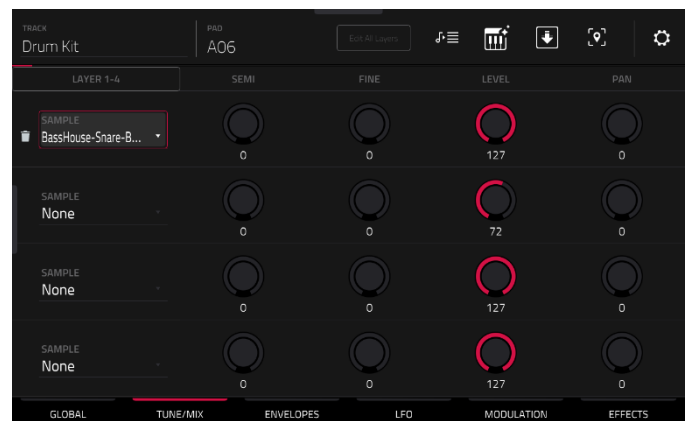 TRACK
Drum Kit
PAD
A06
Edit All Layers
LAYER 1-4 SEMI FINE LEVEL PAN
SAMPLE
BassHouse-Snare-B...
0 0 127 0
SAMPLE
None
0 0 72 0
SAMPLE
None
0 0 127 0
SAMPLE
None
0 0 127 0
GLOBAL TUNE/MIX ENVELOPES LFO MODULATION EFFECTS